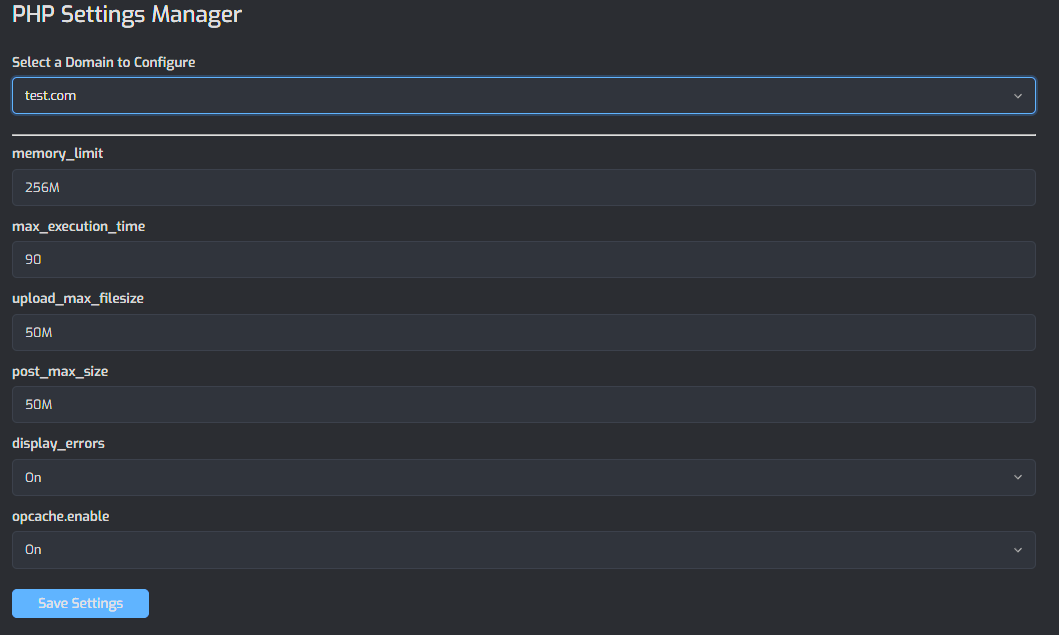 PHP Settings Manager
Select a Domain to Configure
test.com
memory_limit
256M
max_execution_time
90
upload_max_filesize
50M
post_max_size
50M
display_errors
On
opcache.enable
On
Save Settings